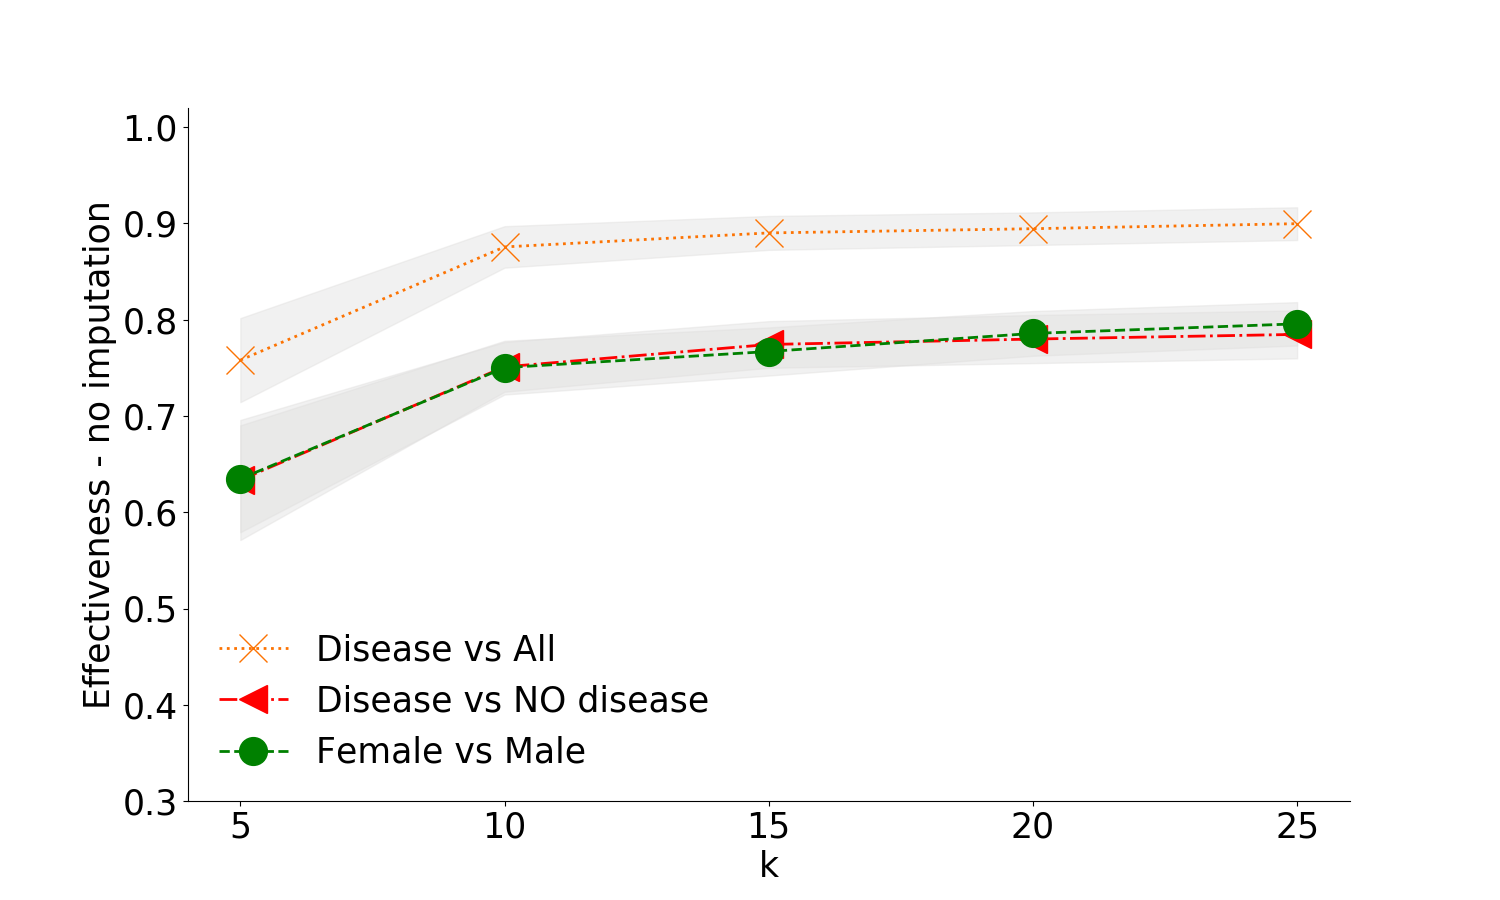 Effectiveness - no imputation
1.0
0.9
0.8
0.7
0.6
0.5
0.4
0.3
Disease vs All
Disease vs NO disease
Female vs Male
5 10 15 20 25
k